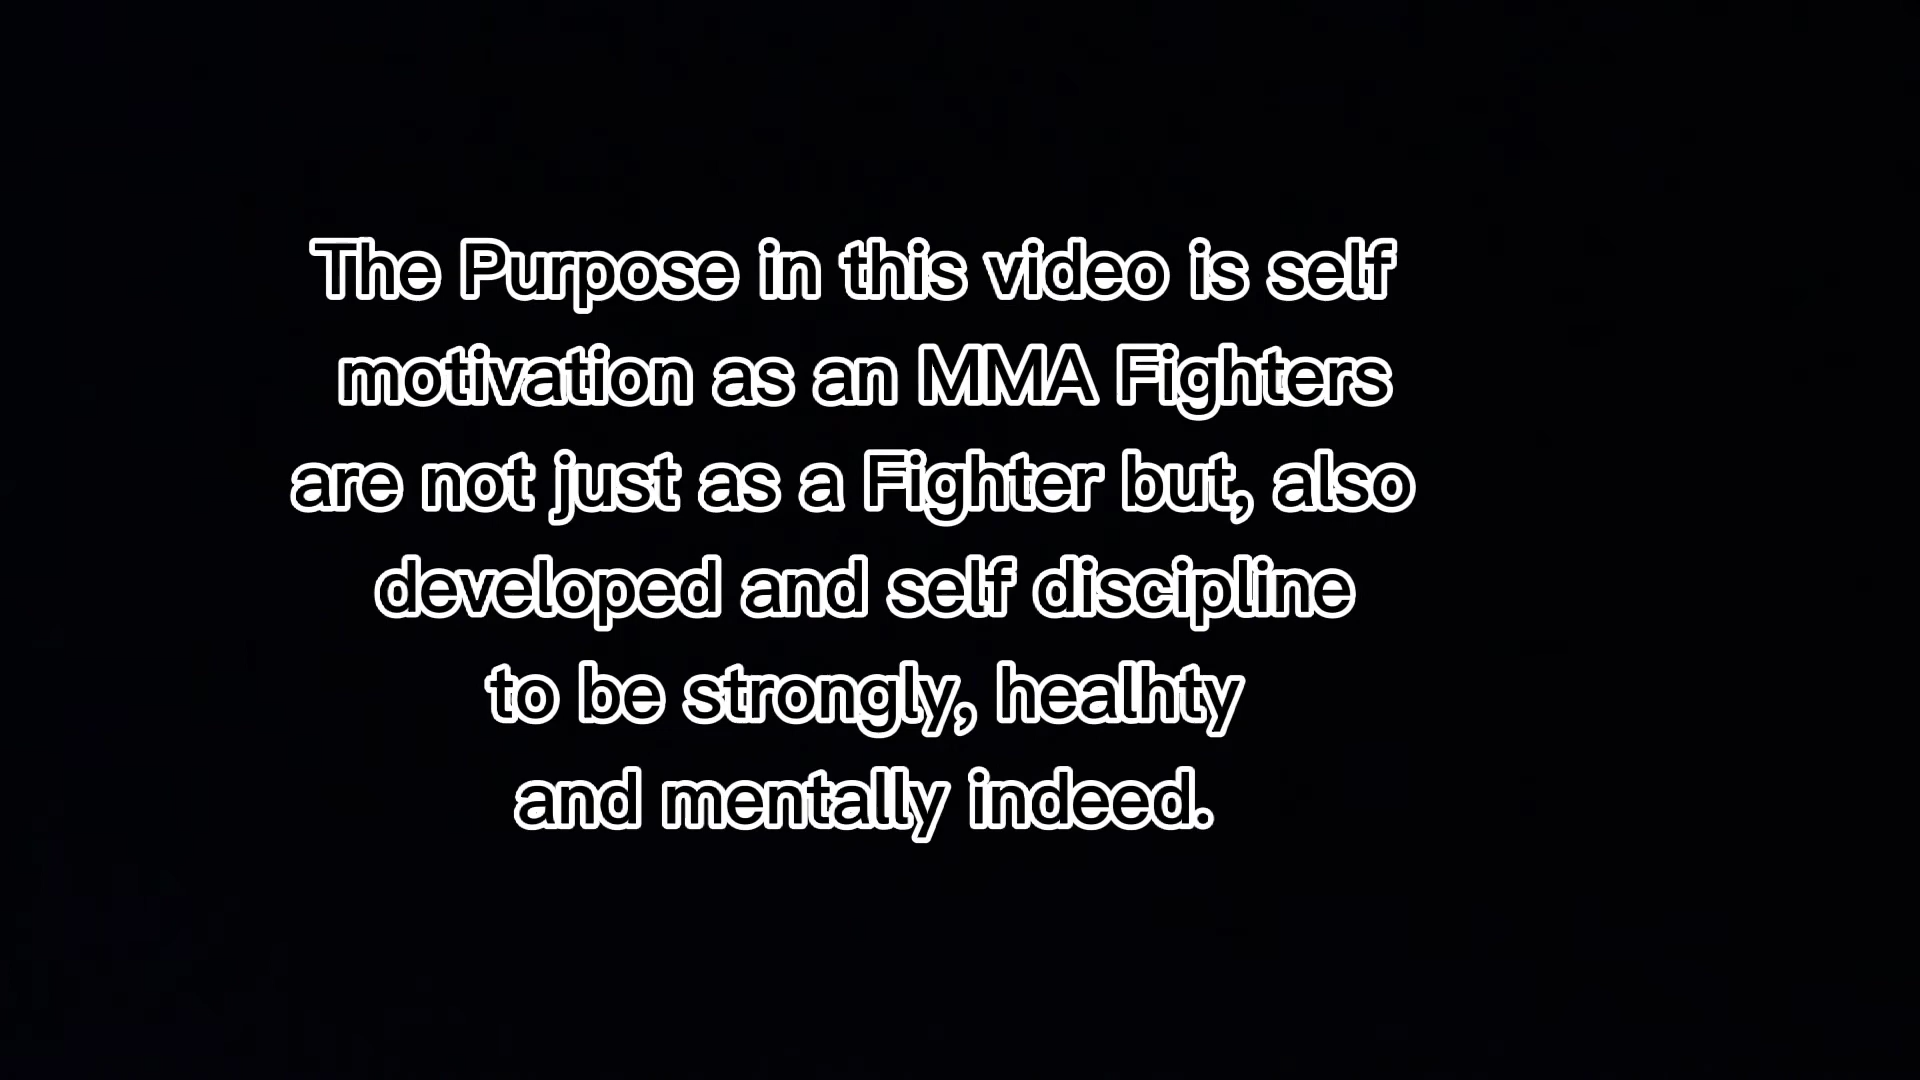 The Purpose in this video is self
motivation as an MMA Fighters
are not just as a Fighter but, also
developed and self discipline
to be strongly, healhty
and mentally indeed.